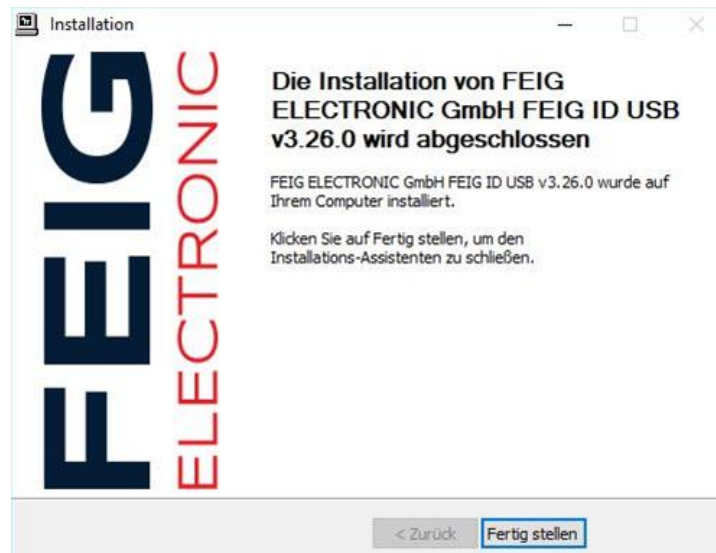 Installation
FEIG
ELECTRONIC
Die Installation von FEIG
ELECTRONIC GmbH FEIG ID USB
v3.26.0 wird abgeschlossen
FEIG ELECTRONIC GmbH FEIG ID USB v3.26.0 wurde auf
Ihrem Computer installiert.
Klicken Sie auf Fertig stellen, um den
Installations-Assistenten zu schließen.
< Zurück
Fertig stellen